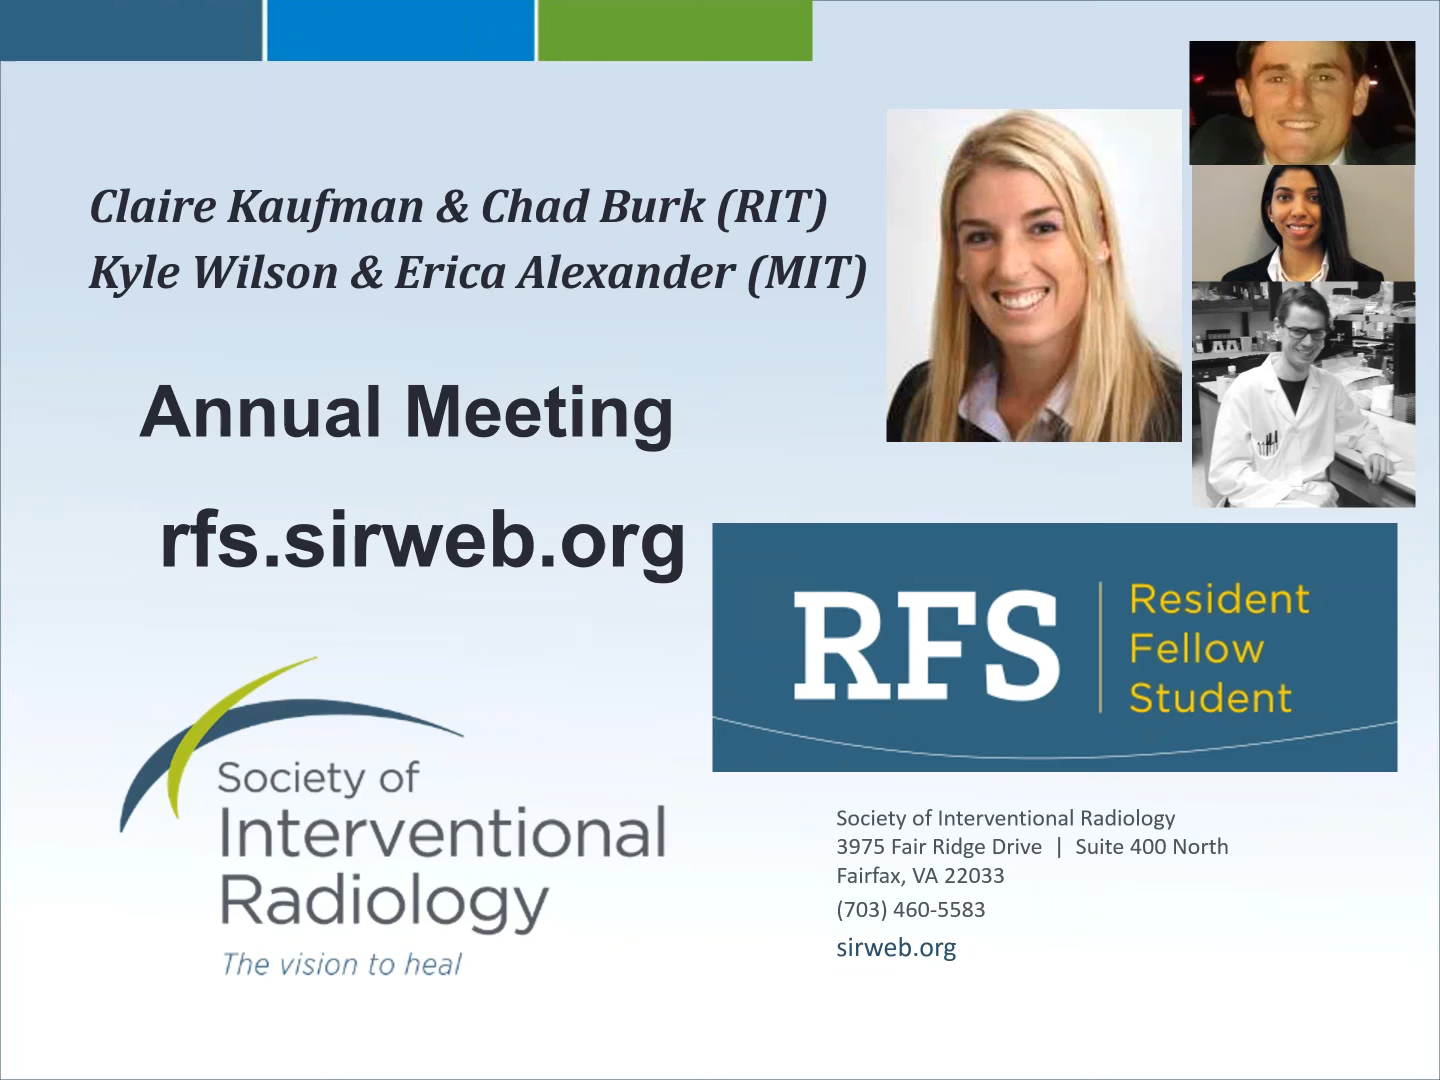 Claire Kaufman & Chad Burk (RIT)
Kyle Wilson & Erica Alexander (MIT)
Annual Meeting
rfs.sirweb.org
RFS
Resident
Fellow
Student
Society of
Interventional
Radiology
The vision to heal
Society of Interventional Radiology
3975 Fair Ridge Drive | Suite 400 North
Fairfax, VA 22033
(703) 460-5583
sirweb.org